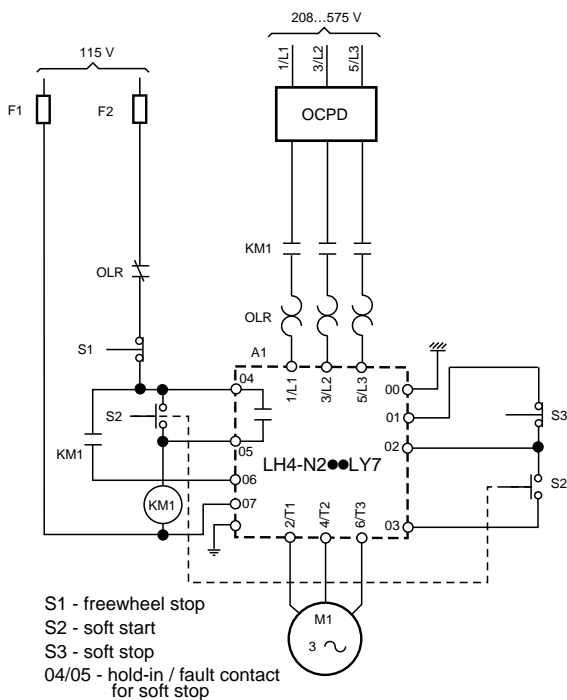 208...575 V
115 V
1/L1
3/L2
5/L3
F1
F2
OCPD
KM1
OLR
OLR
S1
A1
04
1/L1
3/L2
5/L3
00
01
S3
S2
05
02
KM1
LH4-N2●●LY7
06
S2
KM1
07
2/T1
4/T2
6/T3
03
M1
3
S1 - freewheel stop
S2 - soft start
S3 - soft stop
04/05 - hold-in / fault contact
for soft stop